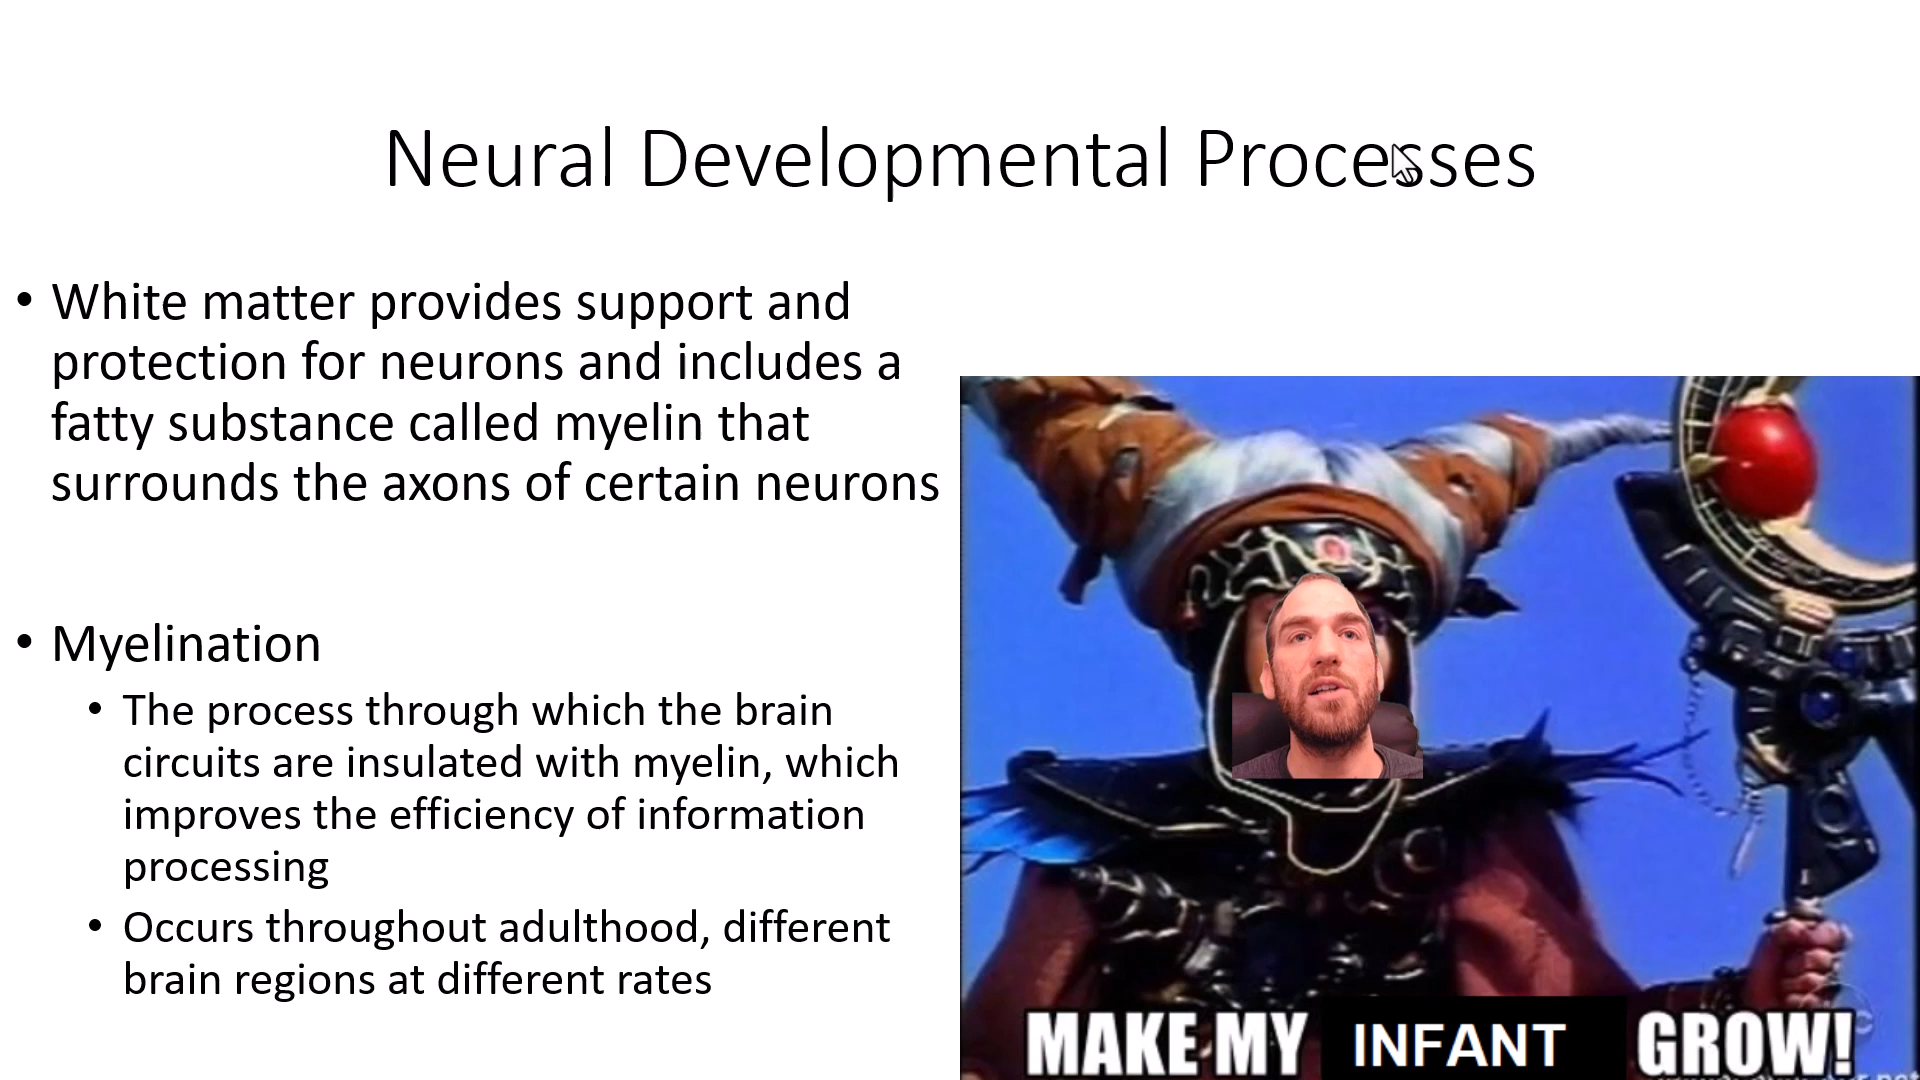 Neural Developmental Processes
• White matter provides support and
protection for neurons and includes a
fatty substance called myelin that
surrounds the axons of certain neurons
• Myelination
• The process through which the brain
circuits are insulated with myelin, which
improves the efficiency of information
processing
• Occurs throughout adulthood, different
brain regions at different rates
MAKE MY INFANT GROW!